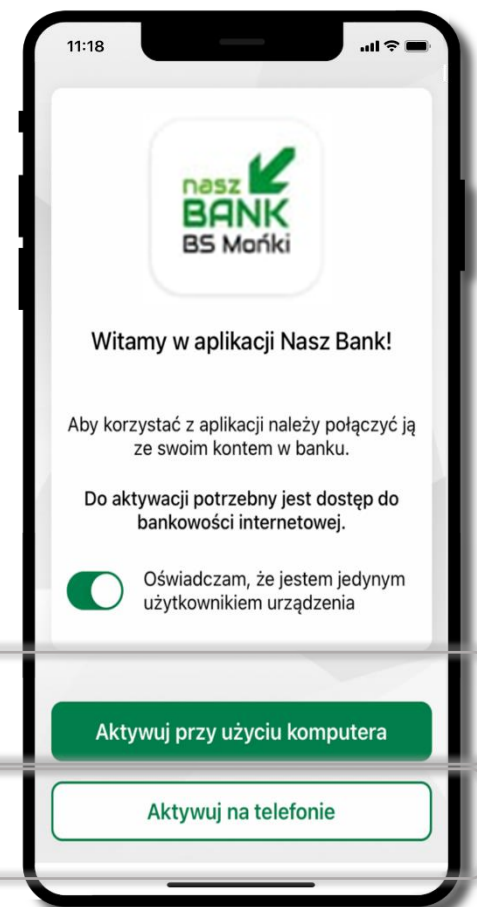 11:18
nasz
BANK
BS Mońki
Witamy w aplikacji Nasz Bank!
Aby korzystać z aplikacji należy połączyć ją
ze swoim kontem w banku.
Do aktywacji potrzebny jest dostęp do
bankowości internetowej.
Oświadczam, że jestem jedynym
użytkownikiem urządzenia
Aktywuj przy użyciu komputera
Aktywuj na telefonie